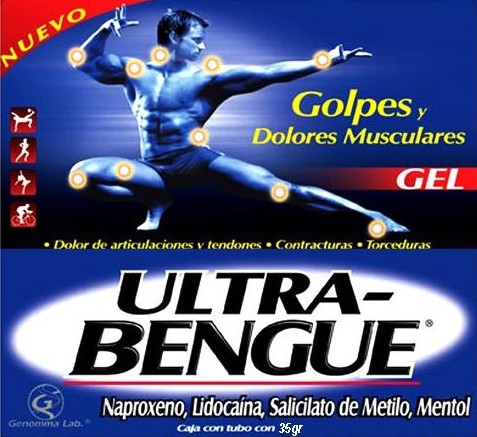 NUEVO
Golpes y
Dolores Musculares
GEL
• Dolor de articulaciones y tendones • Contracturas • Torceduras
ULTRA-
BENGUE®
Naproxeno, Lidocaína, Salicilato de Metilo, Mentol
Genomma Lab.®
Caja con tubo con 35gr